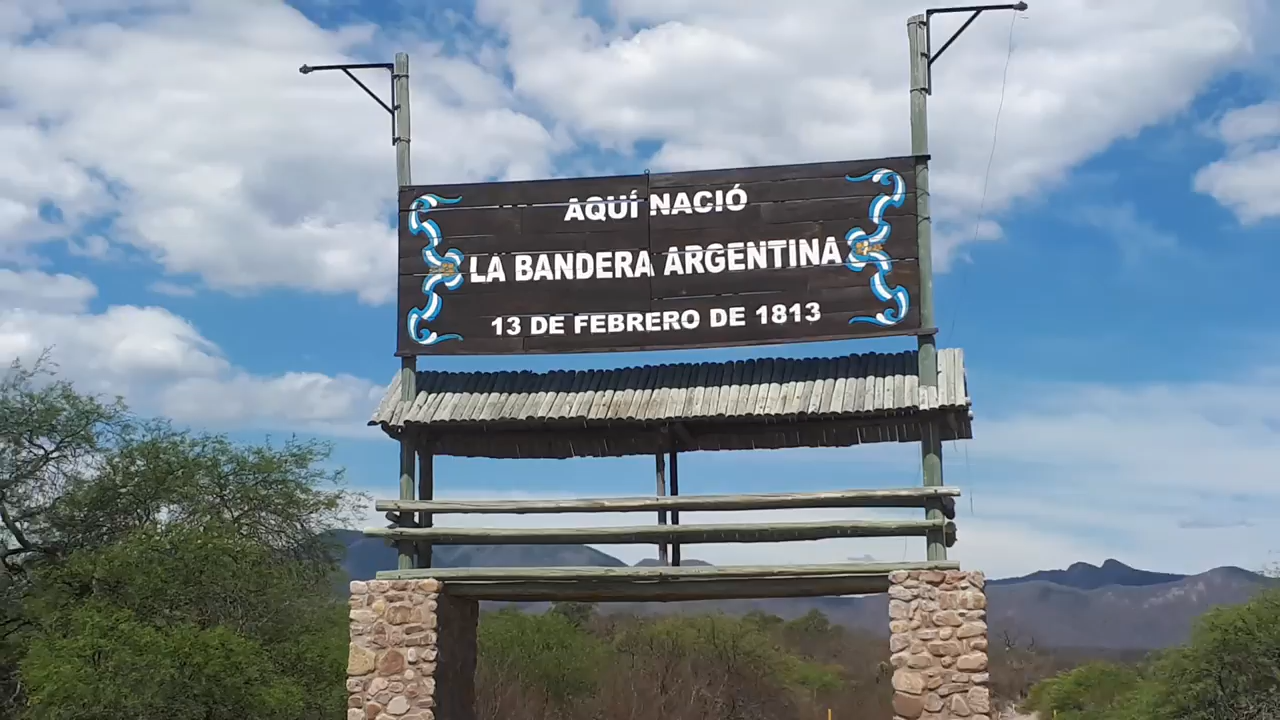 AQUÍ NACIÓ
LA BANDERA ARGENTINA
13 DE FEBRERO DE 1813